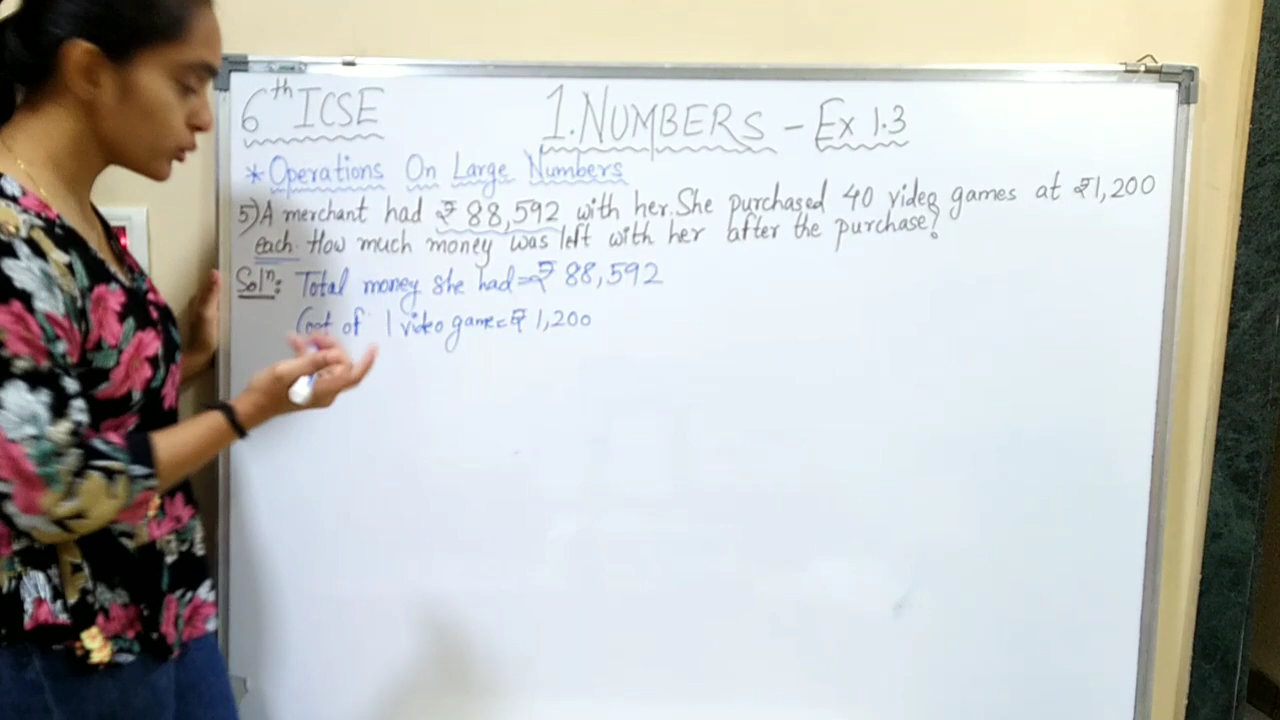 6th ICSE 1. NUMBERS - Ex 1.3
* Operations On Large Numbers
5) A merchant had ₹ 88,592 with her. She purchased 40 video games at ₹1,200
each. How much money was left with her after the purchase?
Solⁿ: Total money she had = ₹ 88,592
Cost of 1 video game = ₹ 1,200